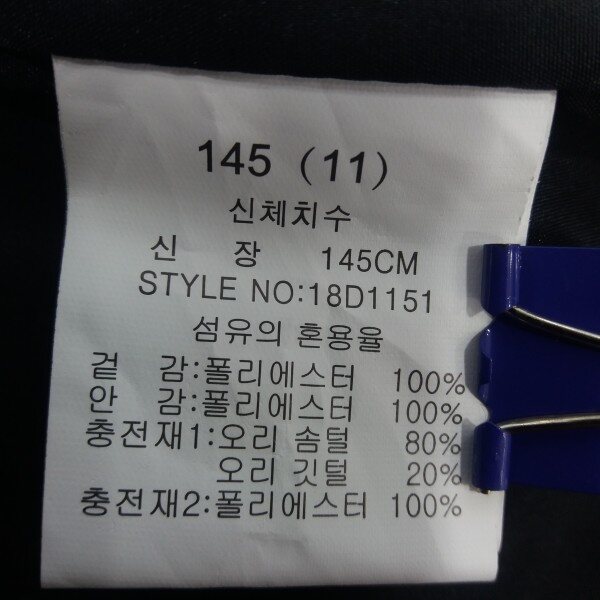 145 (11)
신체치수
신 장 145CM
STYLE NO:18D1151
섬유의 혼용율
겉 감:폴리에스터 100%
안 감:폴리에스터 100%
충전재1:오리 솜털 80%
오리 깃털 20%
충전재2:폴리에스터 100%